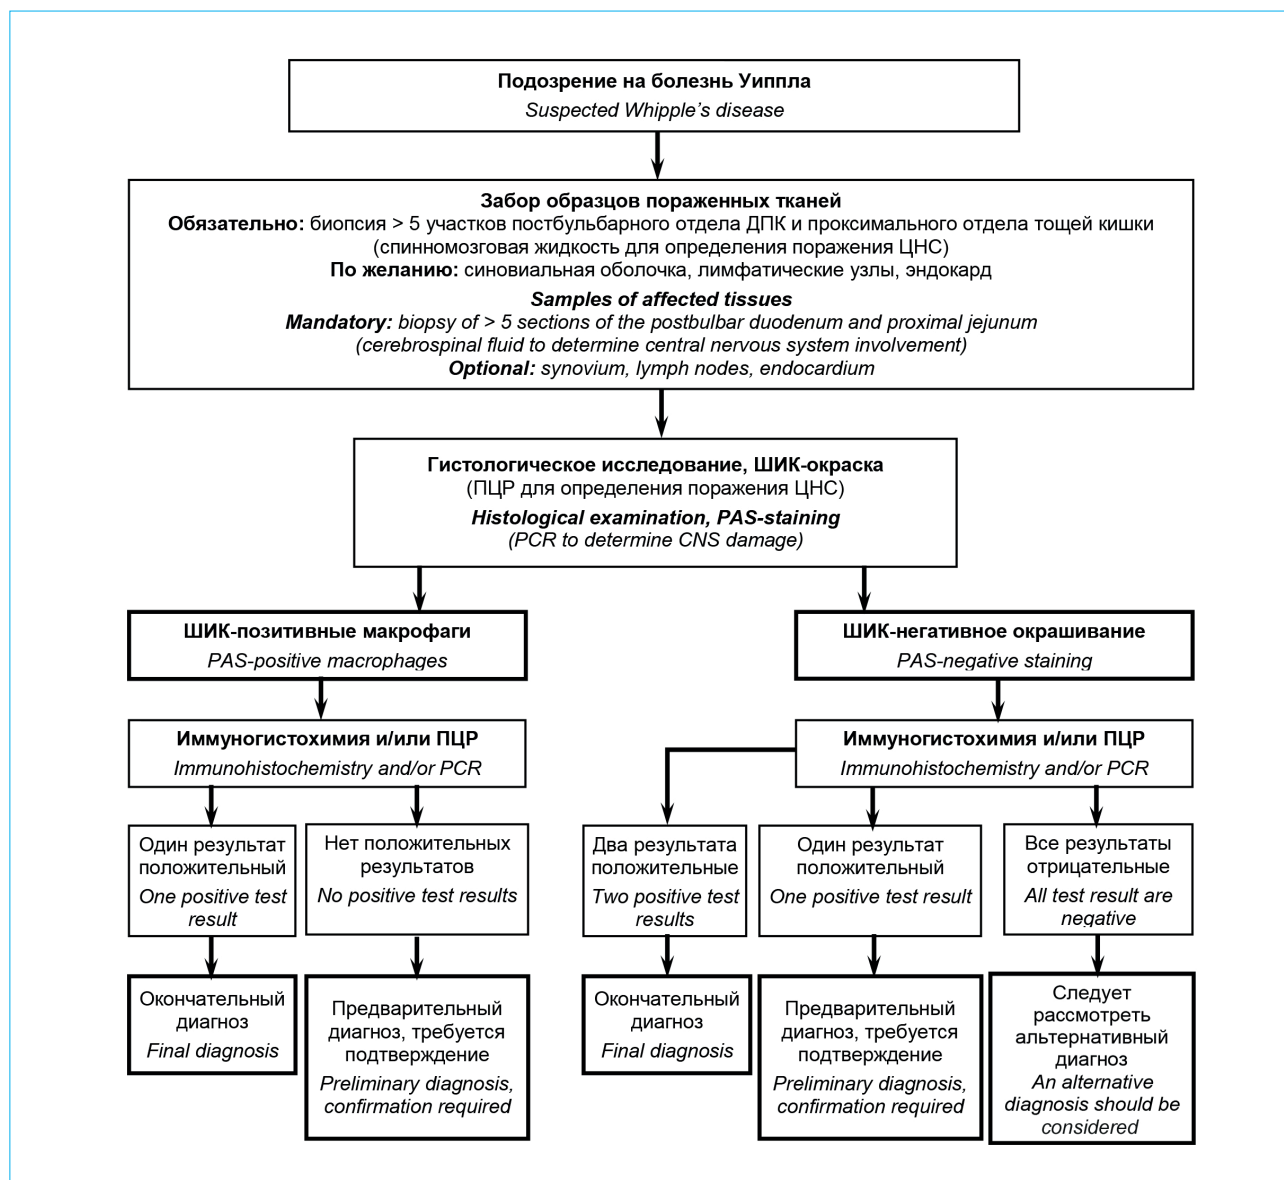 Подозрение на болезнь Уиппла
Suspected Whipple's disease
Забор образцов пораженных тканей
Обязательно: биопсия > 5 участков постбульбарного отдела ДПК и проксимального отдела тощей кишки
(спинномозговая жидкость для определения поражения ЦНС)
По желанию: синовиальная оболочка, лимфатические узлы, эндокард
Samples of affected tissues
Mandatory: biopsy of > 5 sections of the postbulbar duodenum and proximal jejunum
(cerebrospinal fluid to determine central nervous system involvement)
Optional: synovium, lymph nodes, endocardium
Гистологическое исследование, ШИК-окраска
(ПЦР для определения поражения ЦНС)
Histological examination, PAS-staining
(PCR to determine CNS damage)
ШИК-позитивные макрофаги
PAS-positive macrophages
ШИК-негативное окрашивание
PAS-negative staining
Иммуногистохимия и/или ПЦР
Immunohistochemistry and/or PCR
Иммуногистохимия и/или ПЦР
Immunohistochemistry and/or PCR
Один результат
положительный
One positive test
result
Нет положительных
результатов
No positive test results
Два результата
положительные
Two positive test
results
Один результат
положительный
One positive test result
Все результаты
отрицательные
All test result are
negative
Окончательный
диагноз
Final diagnosis
Предварительный
диагноз, требуется
подтверждение
Preliminary diagnosis,
confirmation required
Окончательный
диагноз
Final diagnosis
Предварительный
диагноз, требуется
подтверждение
Preliminary diagnosis,
confirmation required
Следует
рассмотреть
альтернативный
диагноз
An alternative
diagnosis should be
considered